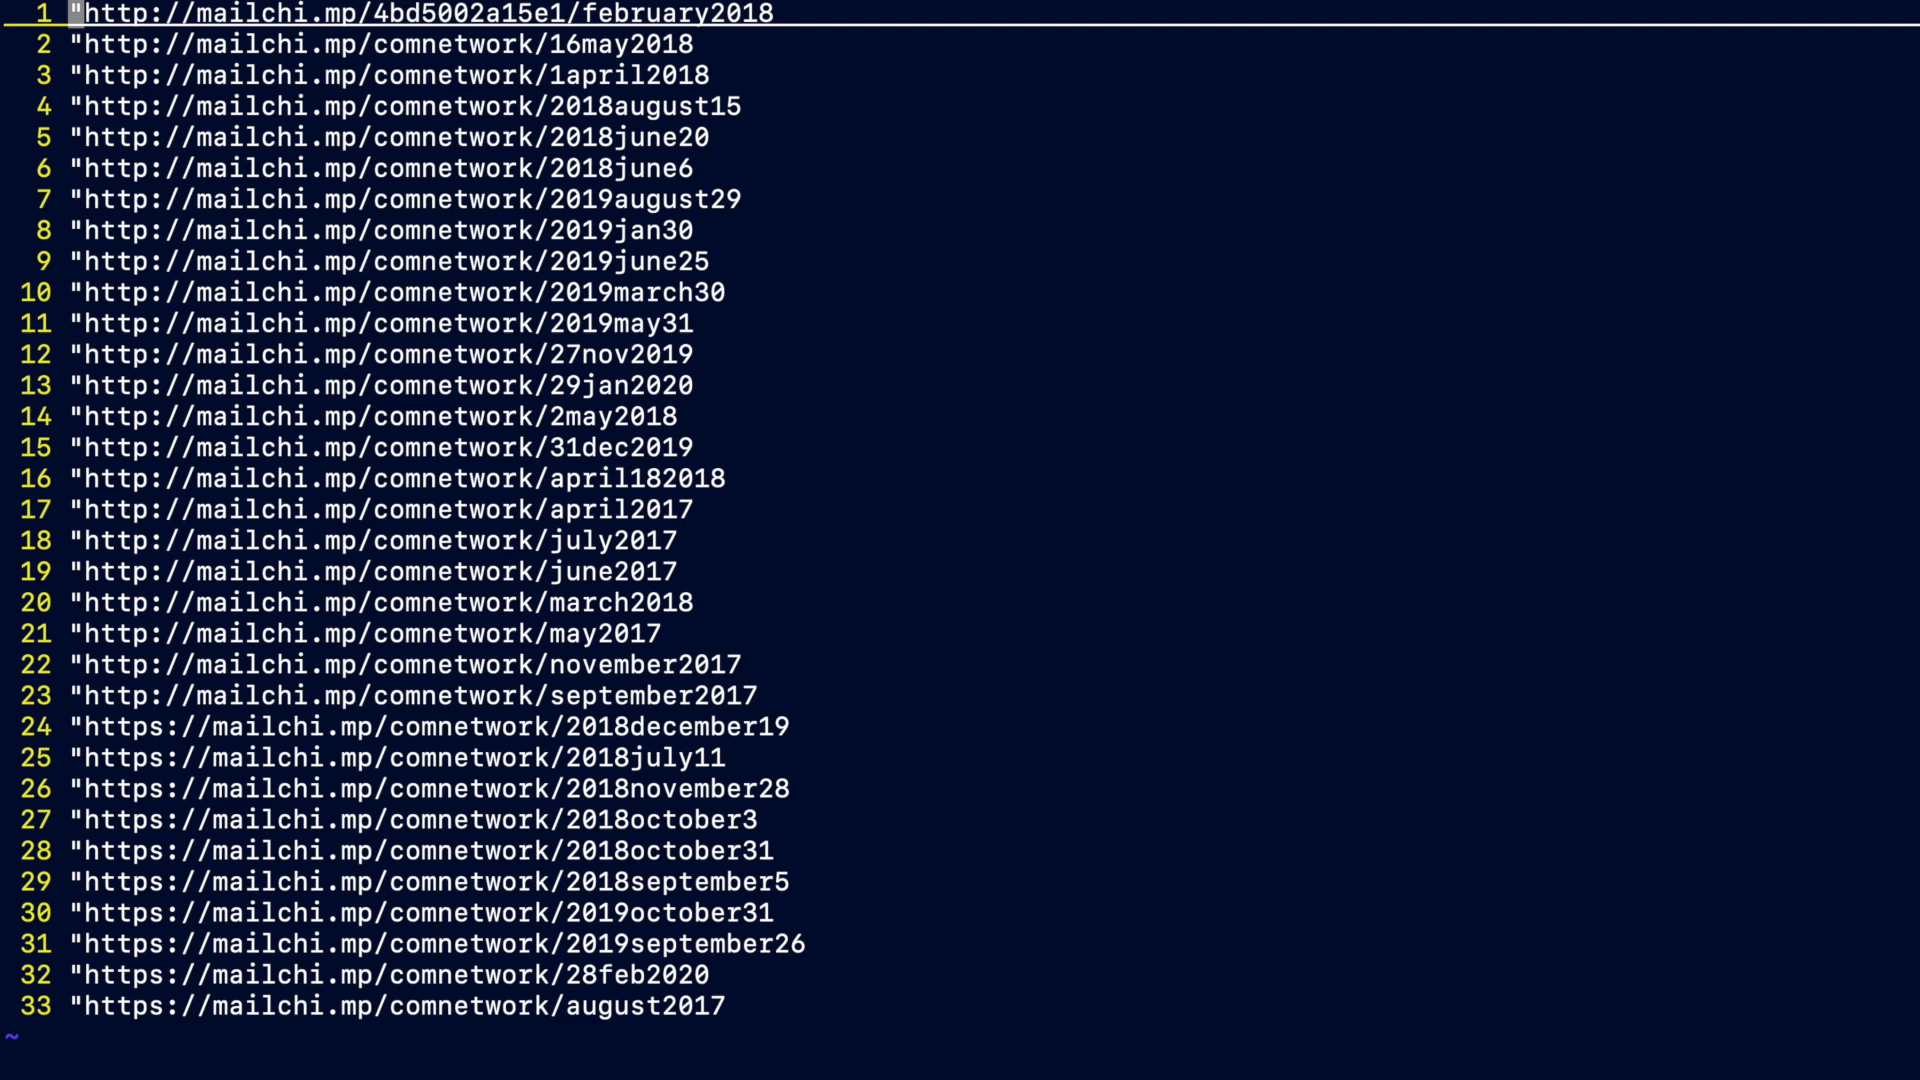 1 "http://mailchi.mp/4bd5002a15e1/february2018
2 "http://mailchi.mp/comnetwork/16may2018
3 "http://mailchi.mp/comnetwork/1april2018
4 "http://mailchi.mp/comnetwork/2018august15
5 "http://mailchi.mp/comnetwork/2018june20
6 "http://mailchi.mp/comnetwork/2018june6
7 "http://mailchi.mp/comnetwork/2019august29
8 "http://mailchi.mp/comnetwork/2019jan30
9 "http://mailchi.mp/comnetwork/2019june25
10 "http://mailchi.mp/comnetwork/2019march30
11 "http://mailchi.mp/comnetwork/2019may31
12 "http://mailchi.mp/comnetwork/27nov2019
13 "http://mailchi.mp/comnetwork/29jan2020
14 "http://mailchi.mp/comnetwork/2may2018
15 "http://mailchi.mp/comnetwork/31dec2019
16 "http://mailchi.mp/comnetwork/april182018
17 "http://mailchi.mp/comnetwork/april2017
18 "http://mailchi.mp/comnetwork/july2017
19 "http://mailchi.mp/comnetwork/june2017
20 "http://mailchi.mp/comnetwork/march2018
21 "http://mailchi.mp/comnetwork/may2017
22 "http://mailchi.mp/comnetwork/november2017
23 "http://mailchi.mp/comnetwork/september2017
24 "https://mailchi.mp/comnetwork/2018december19
25 "https://mailchi.mp/comnetwork/2018july11
26 "https://mailchi.mp/comnetwork/2018november28
27 "https://mailchi.mp/comnetwork/2018october3
28 "https://mailchi.mp/comnetwork/2018october31
29 "https://mailchi.mp/comnetwork/2018september5
30 "https://mailchi.mp/comnetwork/2019october31
31 "https://mailchi.mp/comnetwork/2019september26
32 "https://mailchi.mp/comnetwork/28feb2020
33 "https://mailchi.mp/comnetwork/august2017
~